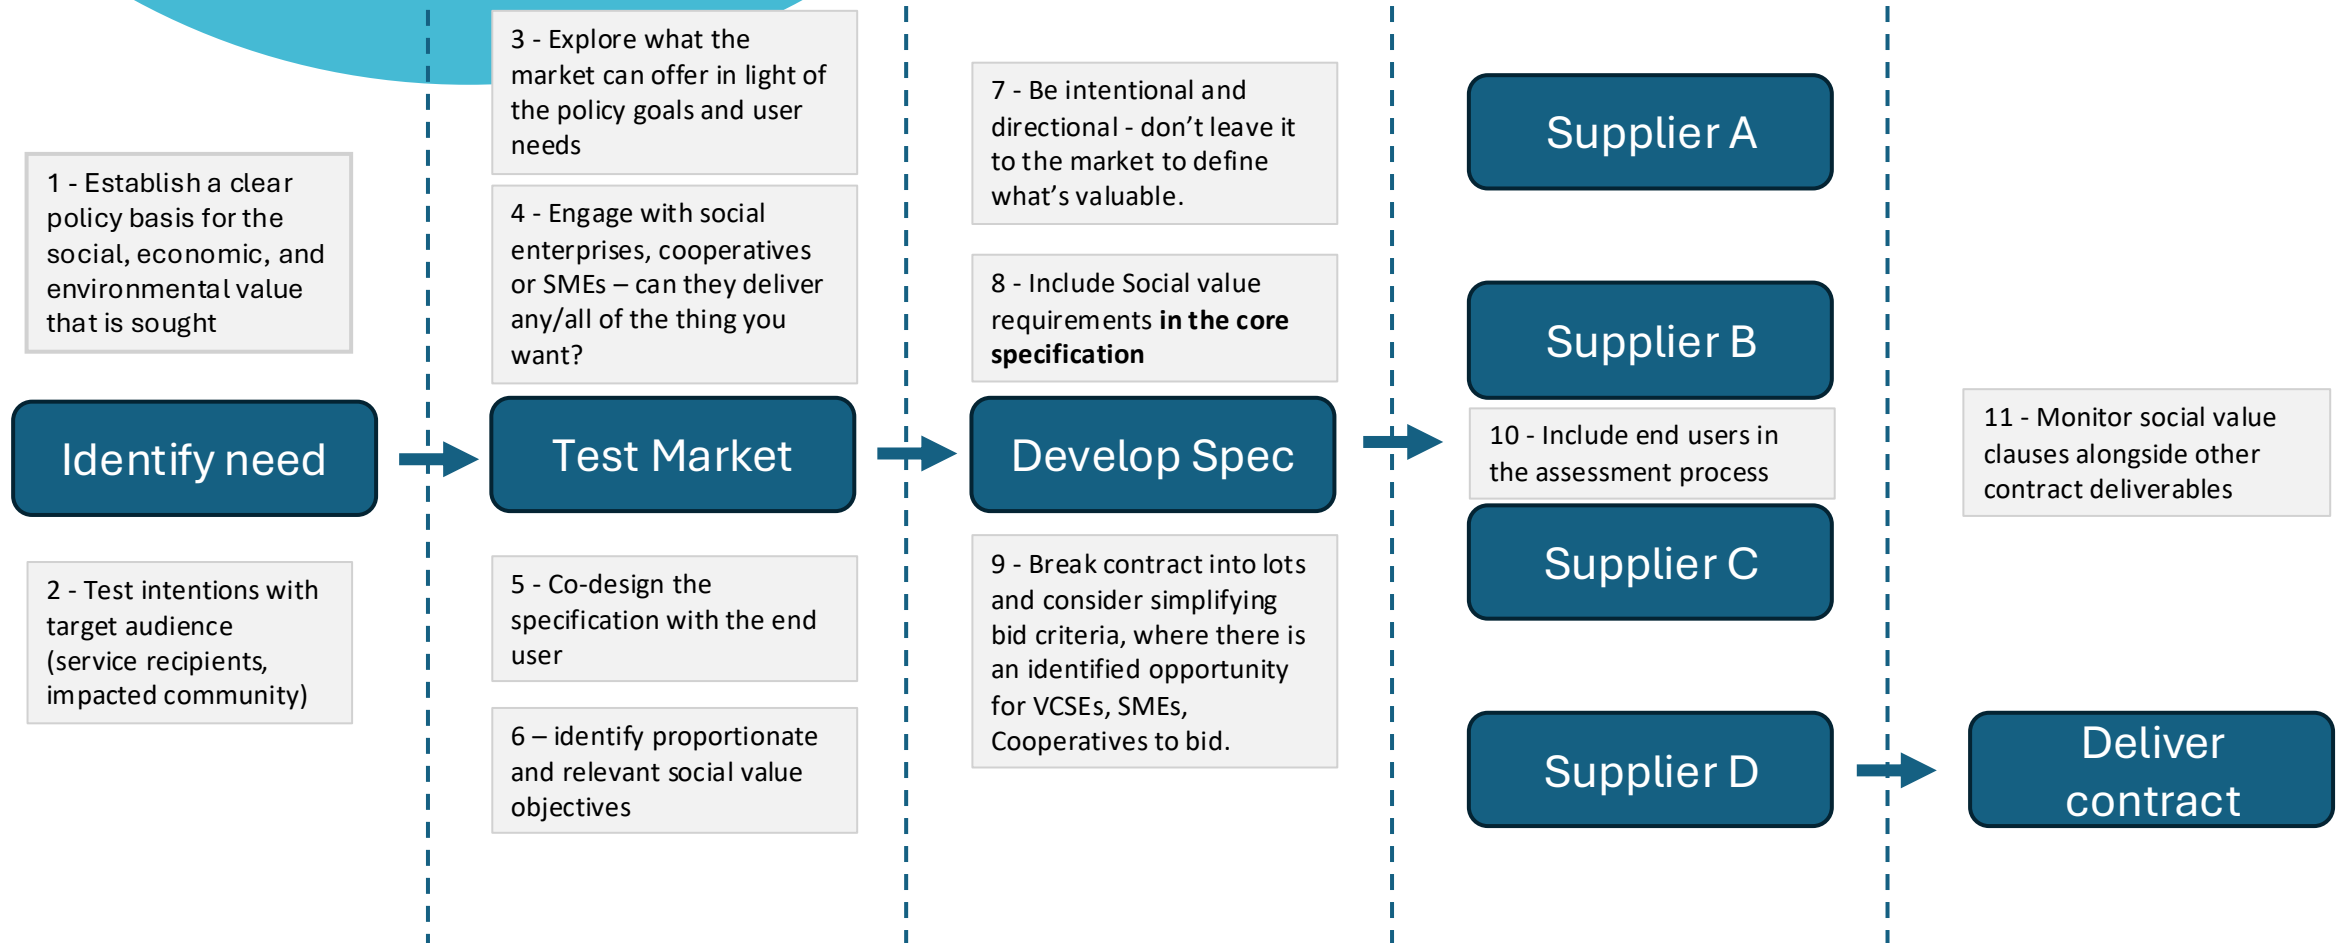 1 - Establish a clear
policy basis for the
social, economic, and
environmental value
that is sought
Identify need
2 - Test intentions with
target audience
(service recipients,
impacted community)
3 - Explore what the
market can offer in light of
the policy goals and user
needs
4 - Engage with social
enterprises, cooperatives
or SMEs – can they deliver
any/all of the thing you
want?
Test Market
5 - Co-design the
specification with the end
user
6 – identify proportionate
and relevant social value
objectives
7 - Be intentional and
directional - don’t leave it
to the market to define
what’s valuable.
8 - Include Social value
requirements in the core
specification
Develop Spec
9 - Break contract into lots
and consider simplifying
bid criteria, where there is
an identified opportunity
for VCSEs, SMEs,
Cooperatives to bid.
Supplier A
Supplier B
10 - Include end users in
the assessment process
Supplier C
Supplier D
11 - Monitor social value
clauses alongside other
contract deliverables
Deliver
contract